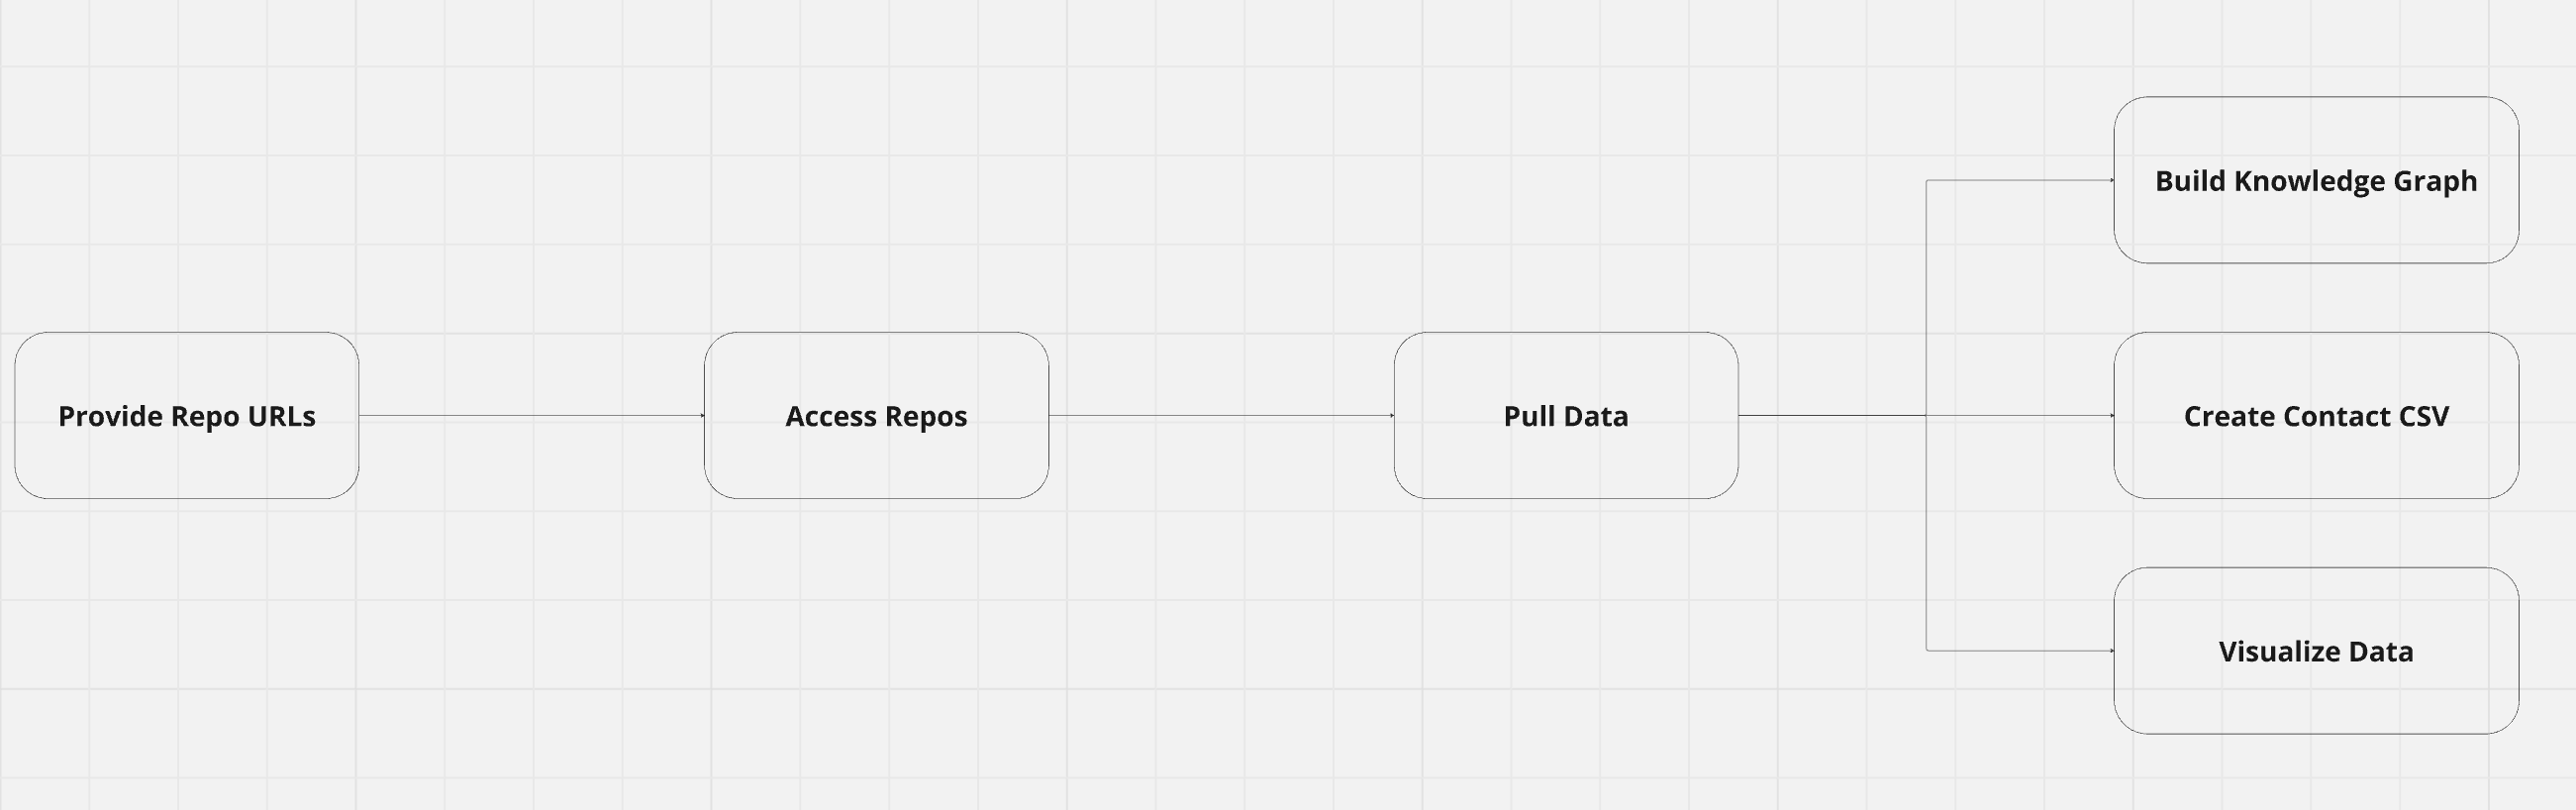 Build Knowledge Graph
Provide Repo URLs
Access Repos
Pull Data
Create Contact CSV
Visualize Data